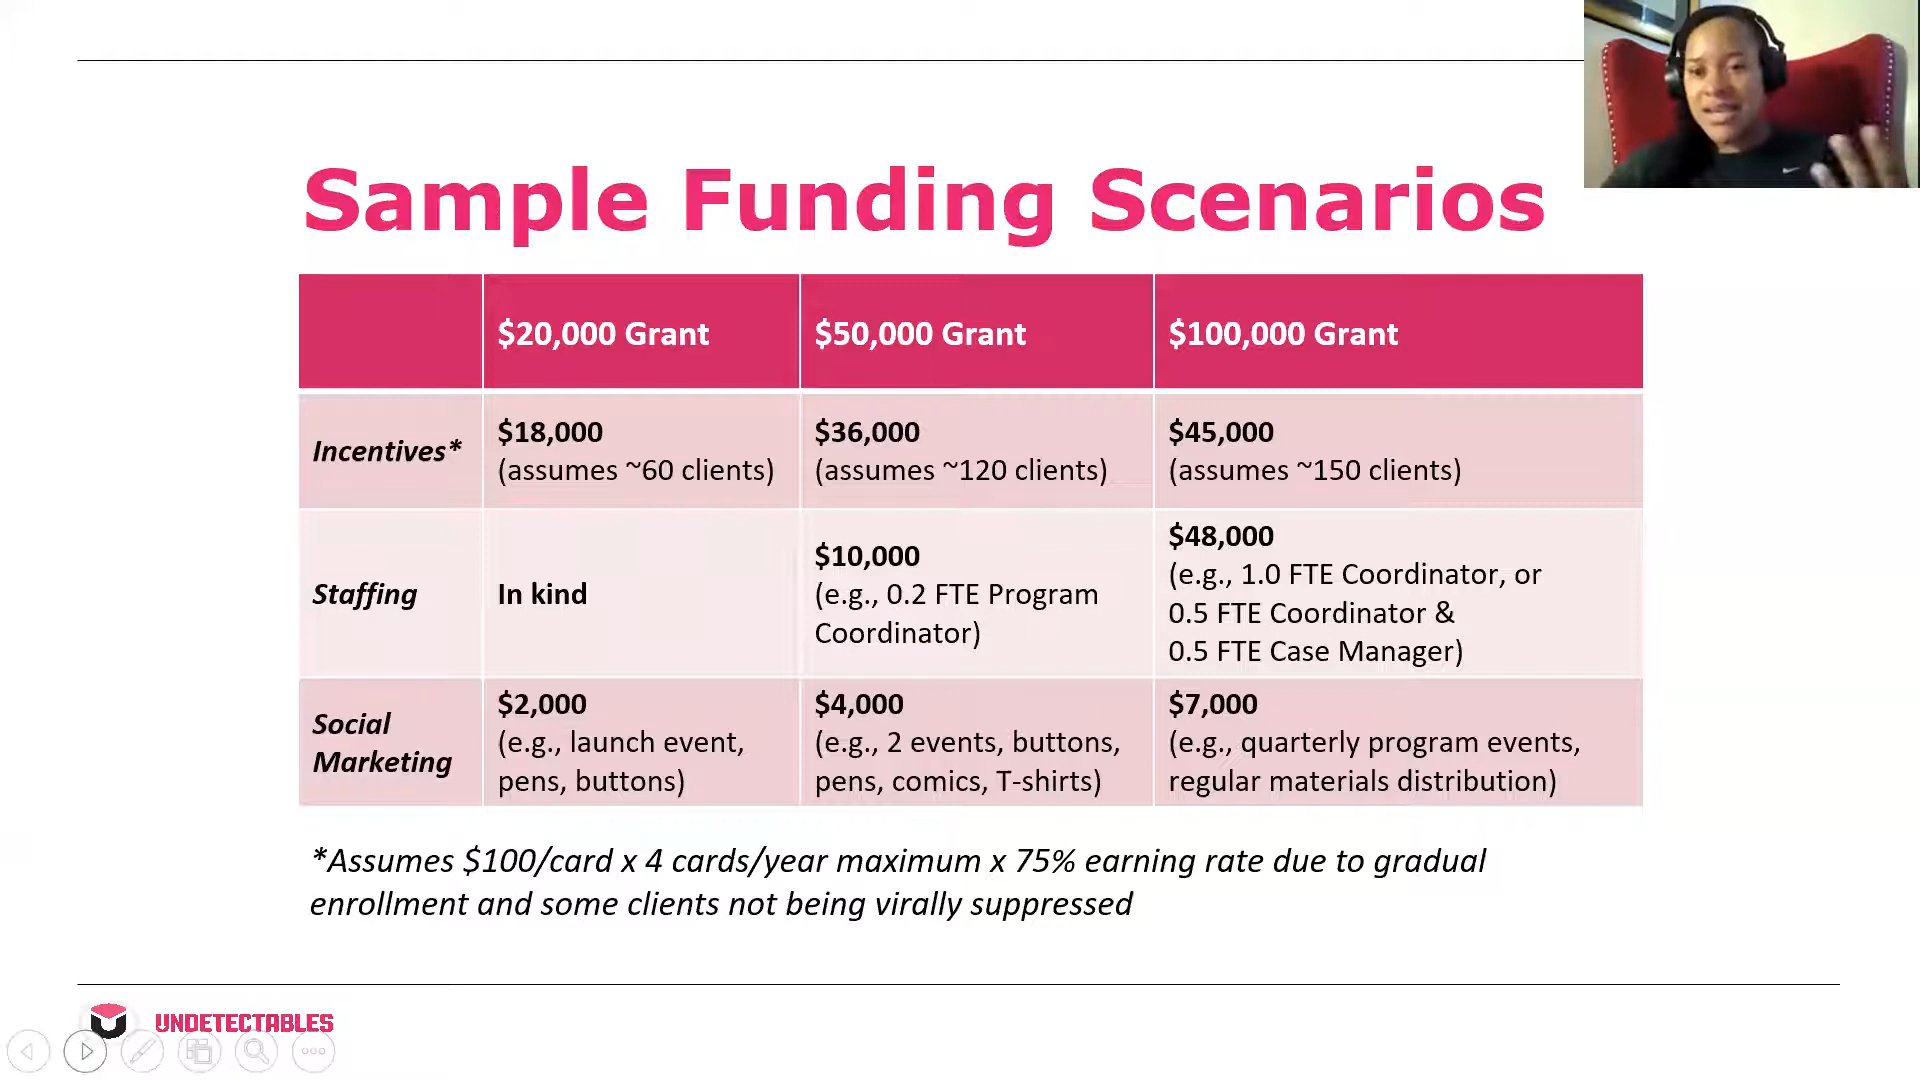 Sample Funding Scenarios
$20,000 Grant
$50,000 Grant
$100,000 Grant
Incentives*
$18,000
(assumes ~60 clients)
$36,000
(assumes ~120 clients)
$45,000
(assumes ~150 clients)
Staffing
In kind
$10,000
(e.g., 0.2 FTE Program
Coordinator)
$48,000
(e.g., 1.0 FTE Coordinator, or
0.5 FTE Coordinator &
0.5 FTE Case Manager)
Social
Marketing
$2,000
(e.g., launch event,
pens, buttons)
$4,000
(e.g., 2 events, buttons,
pens, comics, T-shirts)
$7,000
(e.g., quarterly program events,
regular materials distribution)
*Assumes $100/card x 4 cards/year maximum x 75% earning rate due to gradual
enrollment and some clients not being virally suppressed
UNDETECTABLES